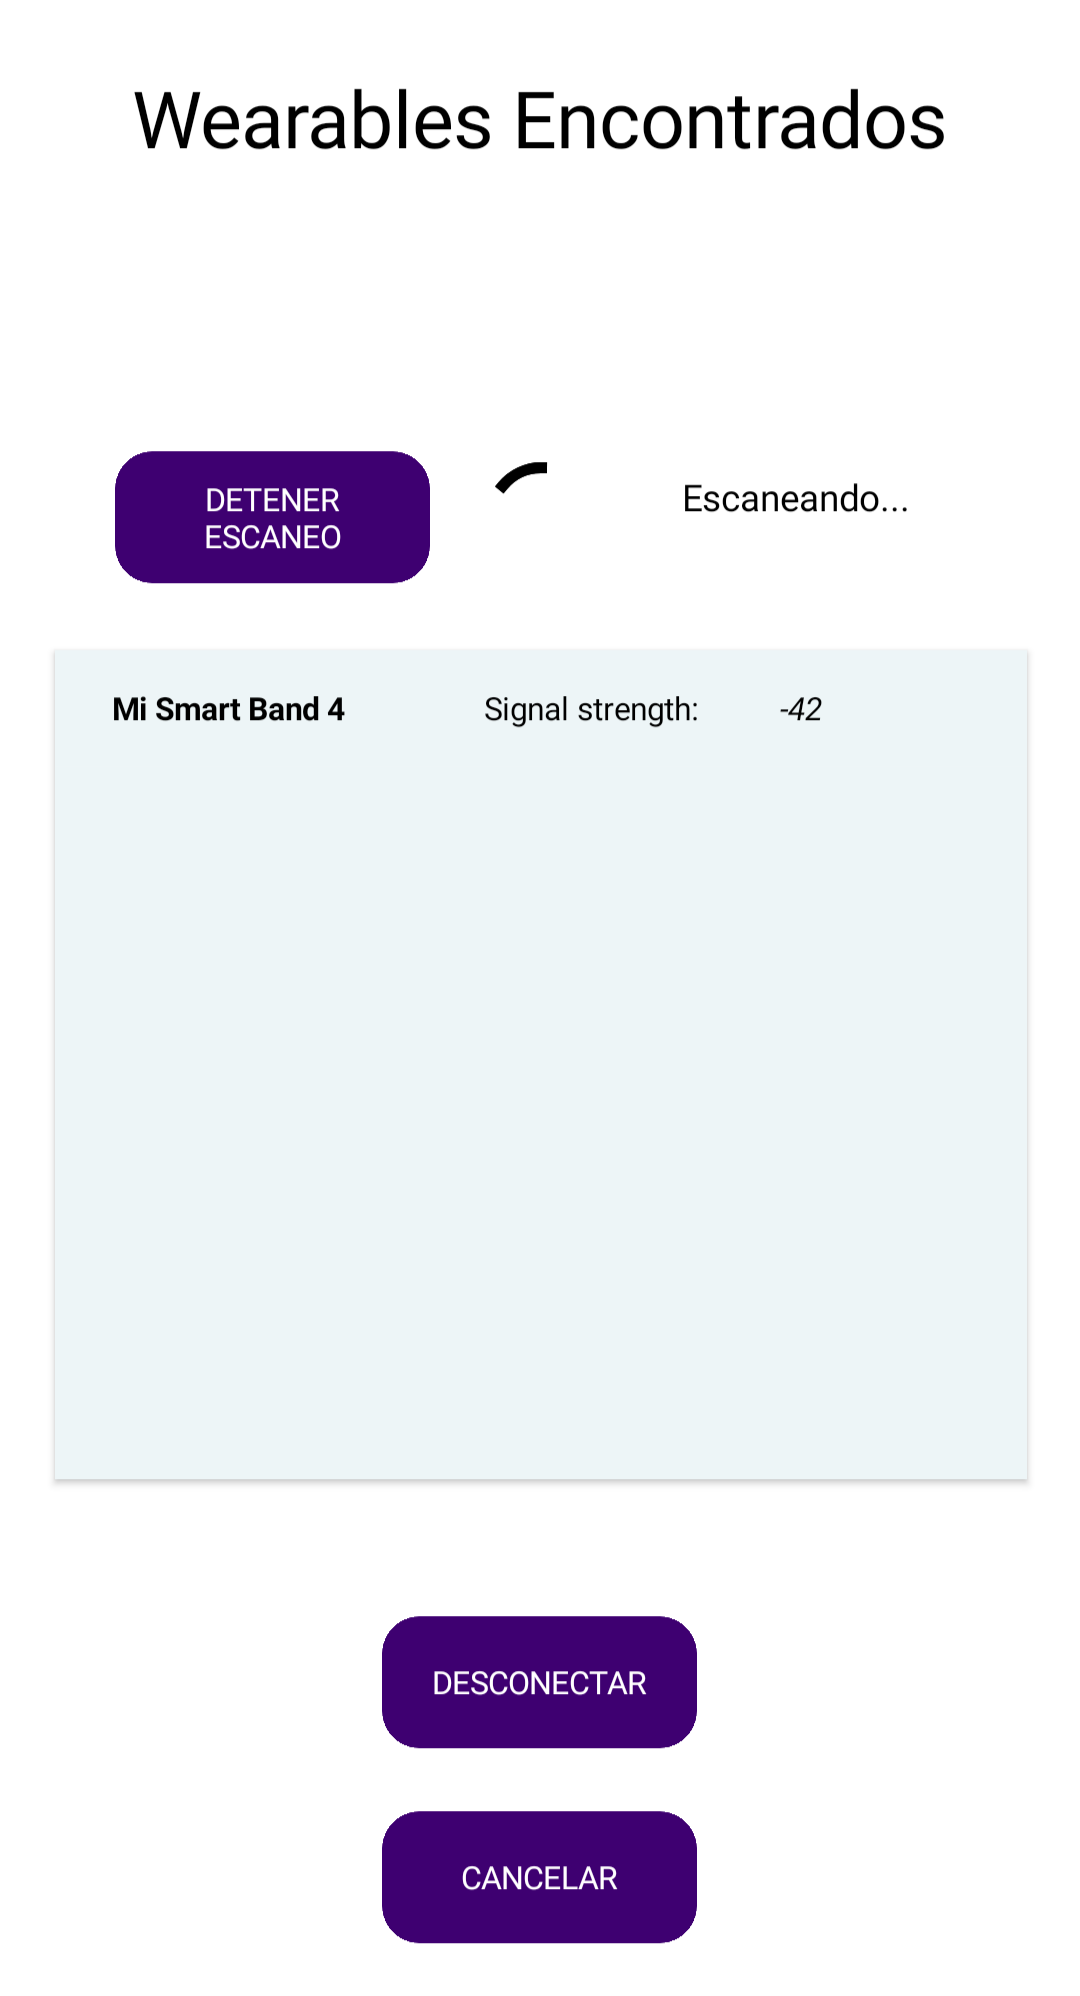 Wearables Encontrados
DETENER
ESCANEO
Escaneando...
Mi Smart Band 4 Signal strength: -42
DESCONECTAR
CANCELAR